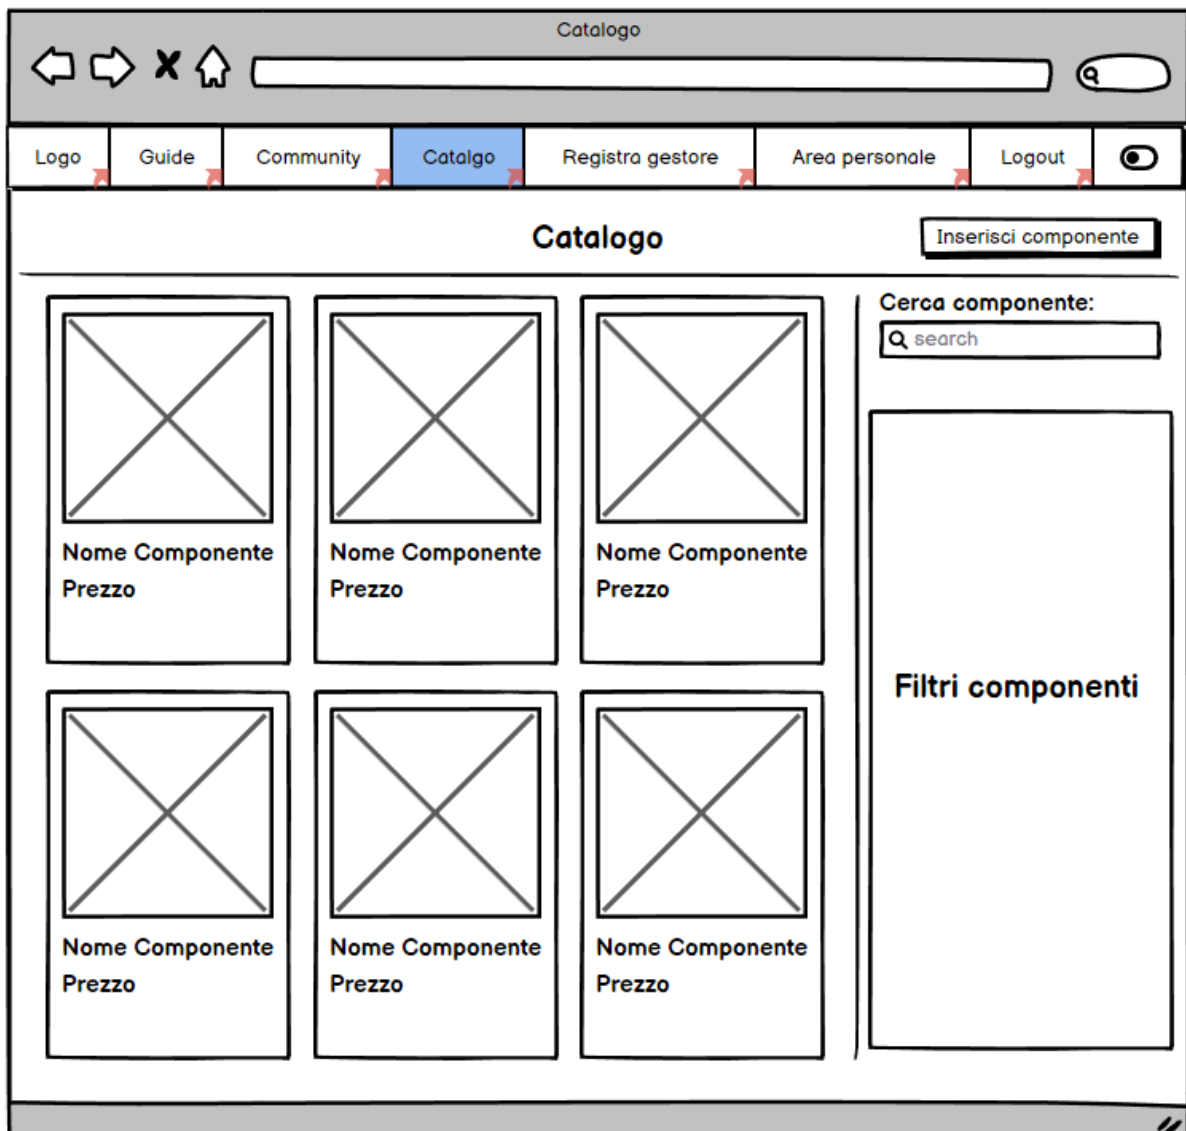 Catalogo
Logo Guide Community Catalgo Registra gestore Area personale Logout
Catalogo
Inserisci componente
Cerca componente:
search
Nome Componente
Prezzo
Nome Componente
Prezzo
Nome Componente
Prezzo
Filtri componenti
Nome Componente
Prezzo
Nome Componente
Prezzo
Nome Componente
Prezzo